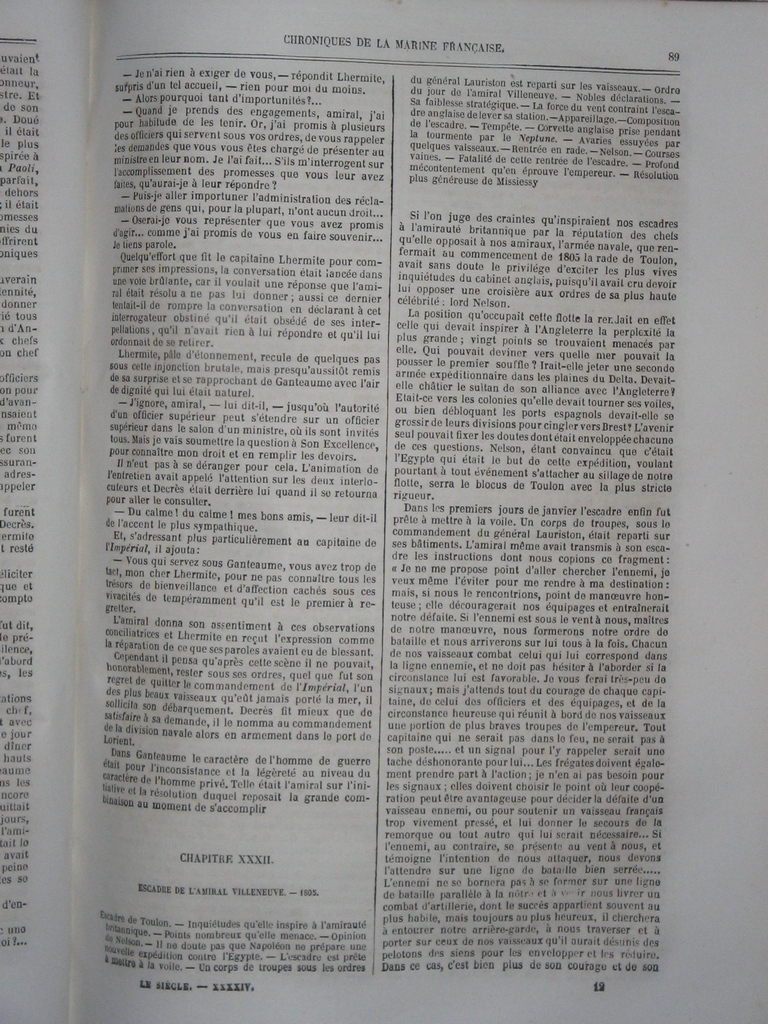 CHRONIQUES DE LA MARINE FRANÇAISE.
89
— Je n'ai rien à exiger de vous, — répondit Lhermite,
surpris d'un tel accueil, — rien pour moi du moins.
— Alors pourquoi tant d'importunités?...
— Quand je prends des engagements, amiral, j'ai
pour habitude de les tenir. Or, j'ai promis à plusieurs
des officiers qui servent sous vos ordres, de vous rappeler
les demandes que vous vous êtes chargé de présenter au
ministre en leur nom. Je l'ai fait... S'ils m'interrogent sur
l'accomplissement des promesses que vous leur avez
faites, qu'aurai-je à leur répondre?
— Puis-je aller importuner l'administration des récla-
mations de gens qui, pour la plupart, n'ont aucun droit...
— Oserai-je vous représenter que vous avez promis
d'agir... comme j'ai promis de vous en faire souvenir...
Je tiens parole.
Quelqu'effort que fit le capitaine Lhermite pour com-
primer ses impressions, la conversation était lancée dans
une voie brûlante, car il voulait une réponse que l'ami-
ral était résolu a ne pas lui donner; aussi ce dernier
tentait-il de rompre la conversation en déclarant à cet
interrogateur obstiné qu'il était obsédé de ses inter-
pellations, qu'il n'avait rien à lui répondre et qu'il lui
ordonnait de se retirer.
Lhermite, pâle d'étonnement, recule de quelques pas
sous cette injonction brutale, mais presqu'aussitôt remis
de sa surprise et se rapprochant de Ganteaume avec l'air
de dignité qui lui était naturel.
— J'ignore, amiral, — lui dit-il, — jusqu'où l'autorité
d'un officier supérieur peut s'étendre sur un officier
supérieur dans le salon d'un ministre, où ils sont invités
tous. Mais je vais soumettre la question à Son Excellence,
pour connaître mon droit et en remplir les devoirs.
Il n'eut pas à se déranger pour cela. L'animation de
l'entretien avait appelé l'attention sur les deux interlo-
cuteurs et Decrès était derrière lui quand il se retourna
pour aller le consulter.
— Du calme! du calme! mes bons amis, — leur dit-il
de l'accent le plus sympathique.
Et, s'adressant plus particulièrement au capitaine de
l'Impérial, il ajouta:
— Vous qui servez sous Ganteaume, vous avez trop de
tact, mon cher Lhermite, pour ne pas connaître tous les
trésors de bienveillance et d'affection cachés sous ces
vivacités de tempéramment qu'il est le premier à re-
gretter.
L'amiral donna son assentiment à ces observations
conciliatrices et Lhermite en reçut l'expression comme
la réparation de ce que ses paroles avaient eu de blessant.
Cependant il pensa qu'après cette scène il ne pouvait,
honorablement, rester sous ses ordres, quel que fut son
regret de quitter le commandement de l'Impérial, l'un
des plus beaux vaisseaux qu'eût jamais porté la mer, il
sollicita son débarquement. Decrès fit mieux que de
satisfaire à sa demande, il le nomma au commandement
de la division navale alors en armement dans le port de
Lorient.
Dans Ganteaume le caractère de l'homme de guerre
était pour l'inconsistance et la légèreté au niveau du
caractère de l'homme privé. Telle était l'amiral sur l'ini-
tiative et la résolution duquel reposait la grande com-
binaison au moment de s'accomplir
CHAPITRE XXXII.
ESCADRE DE L'AMIRAL VILLENEUVE. — 1805.
Escadre de Toulon. — Inquiétudes qu'elle inspire à l'amirauté
britannique. — Points nombreux qu'elle menace. — Opinion
de Nelson. — Il ne doute pas que Napoléon ne prépare une
nouvelle expédition contre l'Egypte. — L'escadre est prête
à mettre à la voile. — Un corps de troupes sous les ordres
LE SIÈCLE. — XXXXIV.
du général Lauriston est reparti sur les vaisseaux. — Ordre
du jour de l'amiral Villeneuve. — Nobles déclarations. —
Sa faiblesse stratégique. — La force du vent contraint l'esca-
dre anglaise de lever sa station. — Appareillage. — Composition
de l'escadre. — Tempête. — Corvette anglaise prise pendant
la tourmente par le Neptune. — Avaries essuyées par
quelques vaisseaux. — Rentrée en rade. — Nelson. — Courses
vaines. — Fatalité de cette rentrée de l'escadre. — Profond
mécontentement qu'en éprouve l'empereur. — Résolution
plus généreuse de Missiessy
Si l'on juge des craintes qu'inspiraient nos escadres
à l'amirauté britannique par la réputation des chefs
qu'elle opposait à nos amiraux, l'armée navale, que ren-
fermait au commencement de 1805 la rade de Toulon,
avait sans doute le privilége d'exciter les plus vives
inquiétudes du cabinet anglais, puisqu'il avait cru devoir
lui opposer une croisière aux ordres de sa plus haute
célébrité: lord Nelson.
La position qu'occupait cette flotte la rendait en effet
celle qui devait inspirer à l'Angleterre la perplexité la
plus grande; vingt points se trouvaient menacés par
elle. Qui pouvait deviner vers quelle mer pouvait la
pousser le premier souffle? Irait-elle jeter une seconde
armée expéditionnaire dans les plaines du Delta. Devait-
elle châtier le sultan de son alliance avec l'Angleterre?
Etait-ce vers les colonies qu'elle devait tourner ses voiles,
ou bien débloquant les ports espagnols devait-elle se
grossir de leurs divisions pour cingler vers Brest? L'avenir
seul pouvait fixer les doutes dont était enveloppée chacune
de ces questions. Nelson, étant convaincu que c'était
l'Egypte qui était le but de cette expédition, voulant
pourtant à tout événement s'attacher au sillage de notre
flotte, serra le blocus de Toulon avec la plus stricte
rigueur.
Dans les premiers jours de janvier l'escadre enfin fut
prête à mettre à la voile. Un corps de troupes, sous le
commandement du général Lauriston, était reparti sur
ses bâtiments. L'amiral même avait transmis à son esca-
dre les instructions dont nous copions ce fragment:
« Je ne me propose point d'aller chercher l'ennemi, je
veux même l'éviter pour me rendre à ma destination:
mais, si nous le rencontrions, point de manœuvre hon-
teuse; elle découragerait nos équipages et entraînerait
notre défaite. Si l'ennemi est sous le vent à nous, maîtres
de notre manœuvre, nous formerons notre ordre de
bataille et nous arriverons sur lui tous à la fois. Chacun
de nos vaisseaux combat celui qui lui correspond dans
la ligne ennemie, et ne doit pas hésiter à l'aborder si la
circonstance lui est favorable. Je vous ferai très-peu de
signaux; mais j'attends tout du courage de chaque capi-
taine, de celui des officiers et des équipages, et de la
circonstance heureuse qui réunit à bord de nos vaisseaux
une portion de plus braves troupes de l'empereur. Tout
capitaine qui ne serait pas dans le feu, ne serait pas à
son poste..... et un signal pour l'y rappeler serait une
tache déshonorante pour lui... Les frégates doivent égale-
ment prendre part à l'action; je n'en ai pas besoin pour
les signaux; elles doivent choisir le point où leur coopé-
ration peut être avantageuse pour décider la défaite d'un
vaisseau ennemi, ou pour soutenir un vaisseau français
trop vivement pressé, et lui donner le secours de la
remorque ou tout autre qui lui serait nécessaire... Si
l'ennemi, au contraire, se présente au vent à nous, et
témoigne l'intention de nous attaquer, nous devons
l'attendre sur une ligne de bataille bien serrée.....
L'ennemi ne se bornera pas à se former sur une ligne
de bataille parallèle à la nôtre et à venir nous livrer un
combat d'artillerie, dont le succès appartient souvent au
plus habile, mais toujours au plus heureux, il cherchera
à entourer notre arrière-garde, à nous traverser et à
porter sur ceux de nos vaisseaux qu'il aurait désunis des
pelotons des siens pour les envelopper et les réduire.
Dans ce cas, c'est bien plus de son courage et de son
12